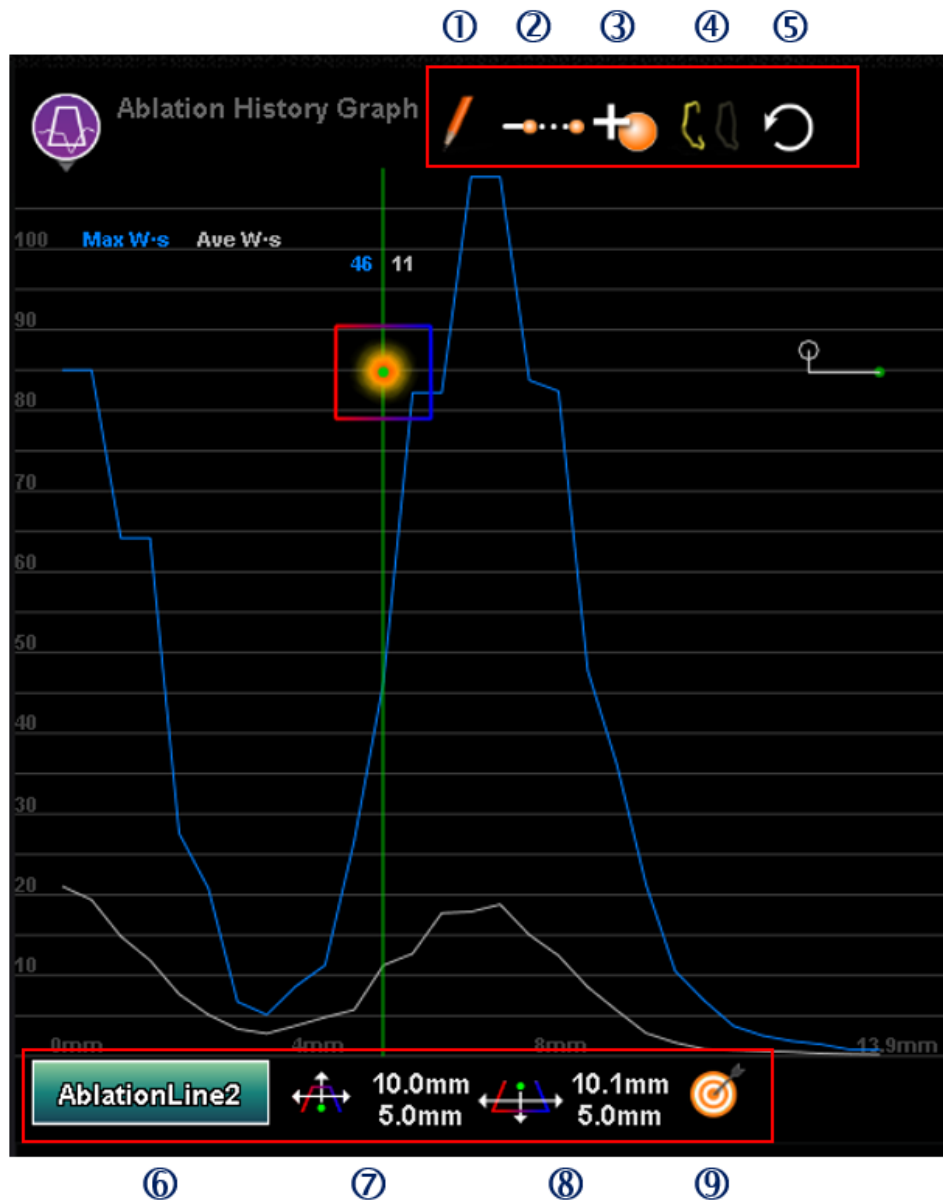 ① ② ③ ④ ⑤
Ablation History Graph
100 Max W·s Ave W·s
46 11
90
80
70
60
50
40
30
20
10
0mm 4mm 8mm 13.9mm
AblationLine2 10.0mm 10.1mm
5.0mm 5.0mm
⑥ ⑦ ⑧ ⑨